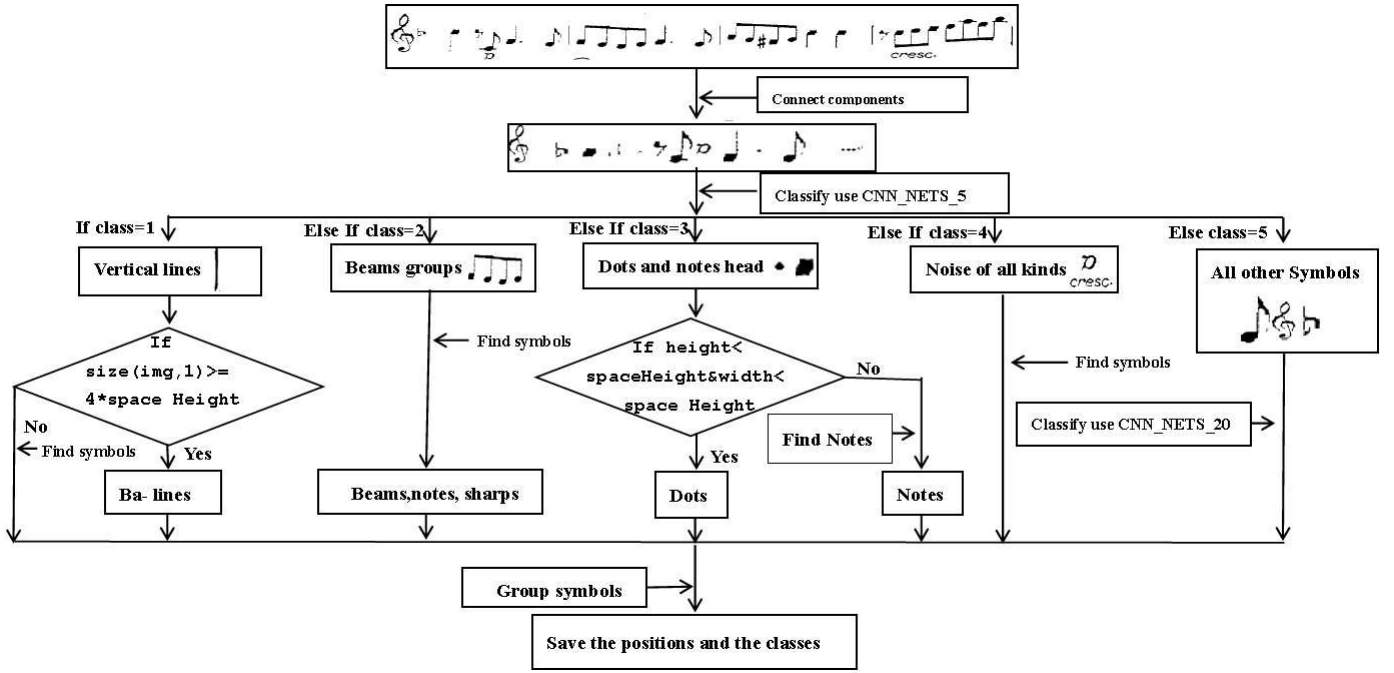 cresc.
Connect components
Classify use CNN_NETS_5
If class=1
Else If class=2
Else If class=3
Else If class=4
Else class=5
Vertical lines
Beams groups
Dots and notes head
Noise of all kinds
cresc.
All other Symbols
If
size(img,1)>=
4*space Height
Find symbols
If height<
spaceHeight&width<
space Height
No
Find symbols
No
Find symbols
Yes
Find Notes
Yes
Classify use CNN_NETS_20
Ba- lines
Beams,notes, sharps
Dots
Notes
Group symbols
Save the positions and the classes